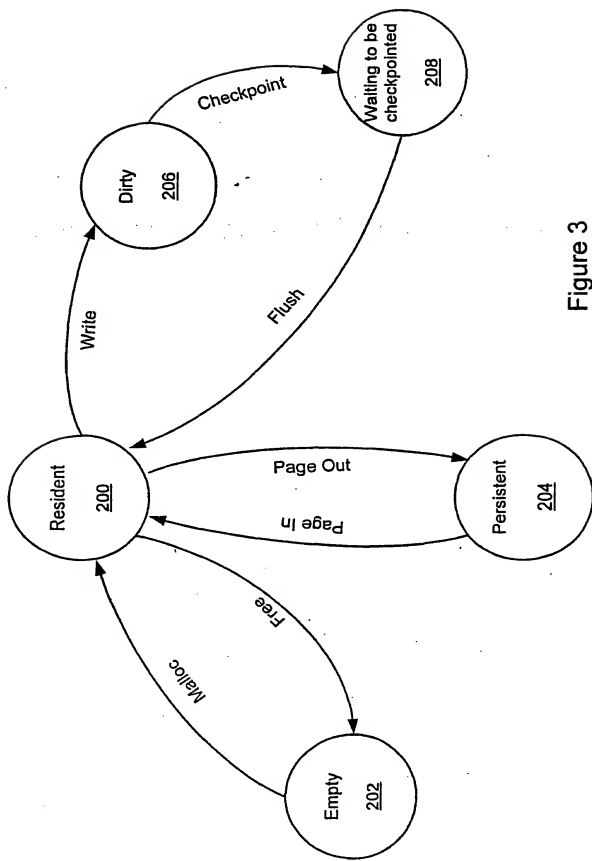 Resident
200
Write
Dirty
206
Checkpoint
Waiting to be
checkpointed
208
Flush
Page Out
Page In
Persistent
204
Free
Malloc
Empty
202
Figure 3